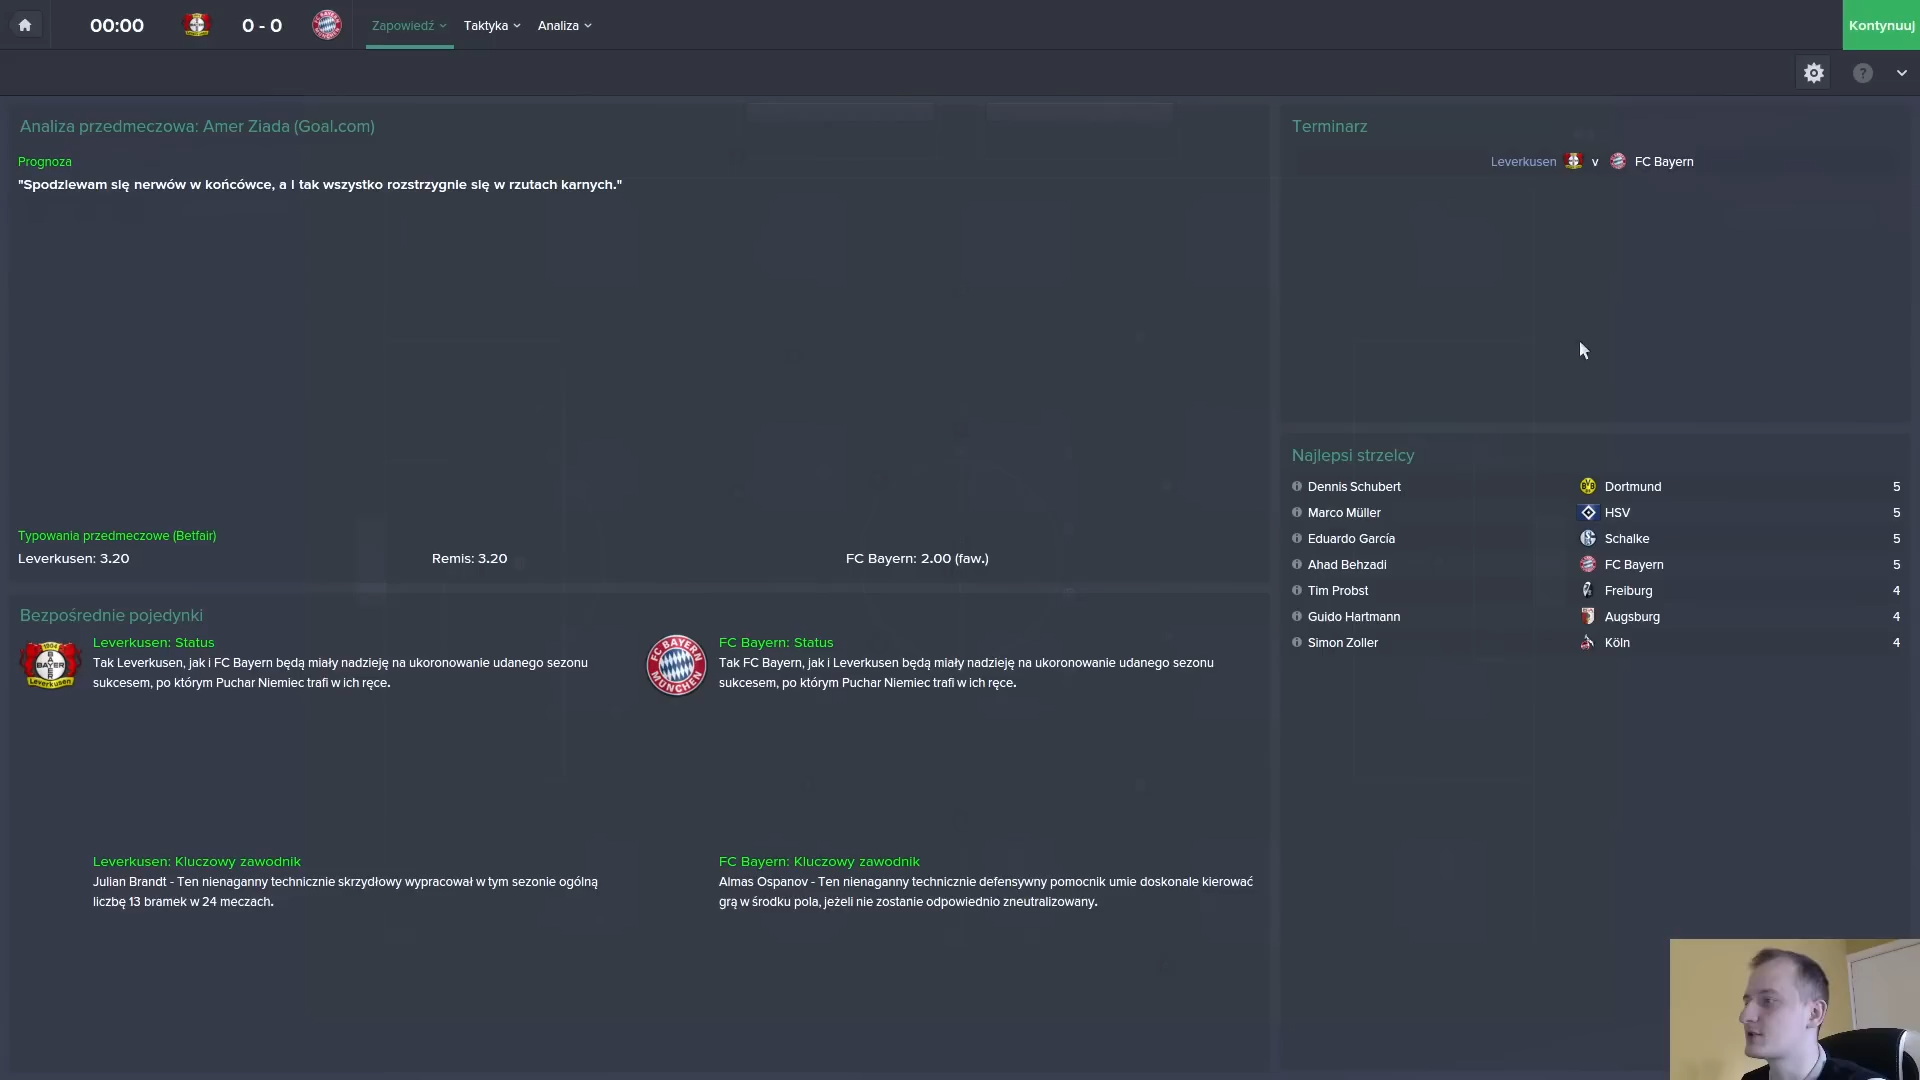 00:00
0 - 0
Zapowiedź
Taktyka
Analiza
Kontynuuj
?
Analiza przedmeczowa: Amer Ziada (Goal.com)
Prognoza
"Spodzlewam slę nerwów w końcówce, a I tak wszystko rozstrzygnie slę w rzutach karnych."
Typowania przedmeczowe (Betfair)
Leverkusen: 3.20
Remis: 3.20
FC Bayern: 2.00 (faw.)
Bezpośrednie pojedynki
Leverkusen: Status
Tak Leverkusen, jak i FC Bayern będą miały nadzieję na ukoronowanie udanego sezonu
sukcesem, po którym Puchar Niemiec trafi w ich ręce.
FC Bayern: Status
Tak FC Bayern, jak i Leverkusen będą miały nadzieję na ukoronowanie udanego sezonu
sukcesem, po którym Puchar Niemiec trafi w ich ręce.
Leverkusen: Kluczowy zawodnik
Julian Brandt - Ten nienaganny technicznie skrzydłowy wypracował w tym sezonie ogólną
liczbę 13 bramek w 24 meczach.
FC Bayern: Kluczowy zawodnik
Almas Ospanov - Ten nienaganny technicznie defensywny pomocnik umie doskonale kierować
grą w środku pola, jeżeli nie zostanie odpowiednio zneutralizowany.
Terminarz
Leverkusen v FC Bayern
Najlepsi strzelcy
Dennis Schubert Dortmund 5
Marco Müller HSV 5
Eduardo García Schalke 5
Ahad Behzadi FC Bayern 5
Tim Probst Freiburg 4
Guido Hartmann Augsburg 4
Simon Zoller Köln 4